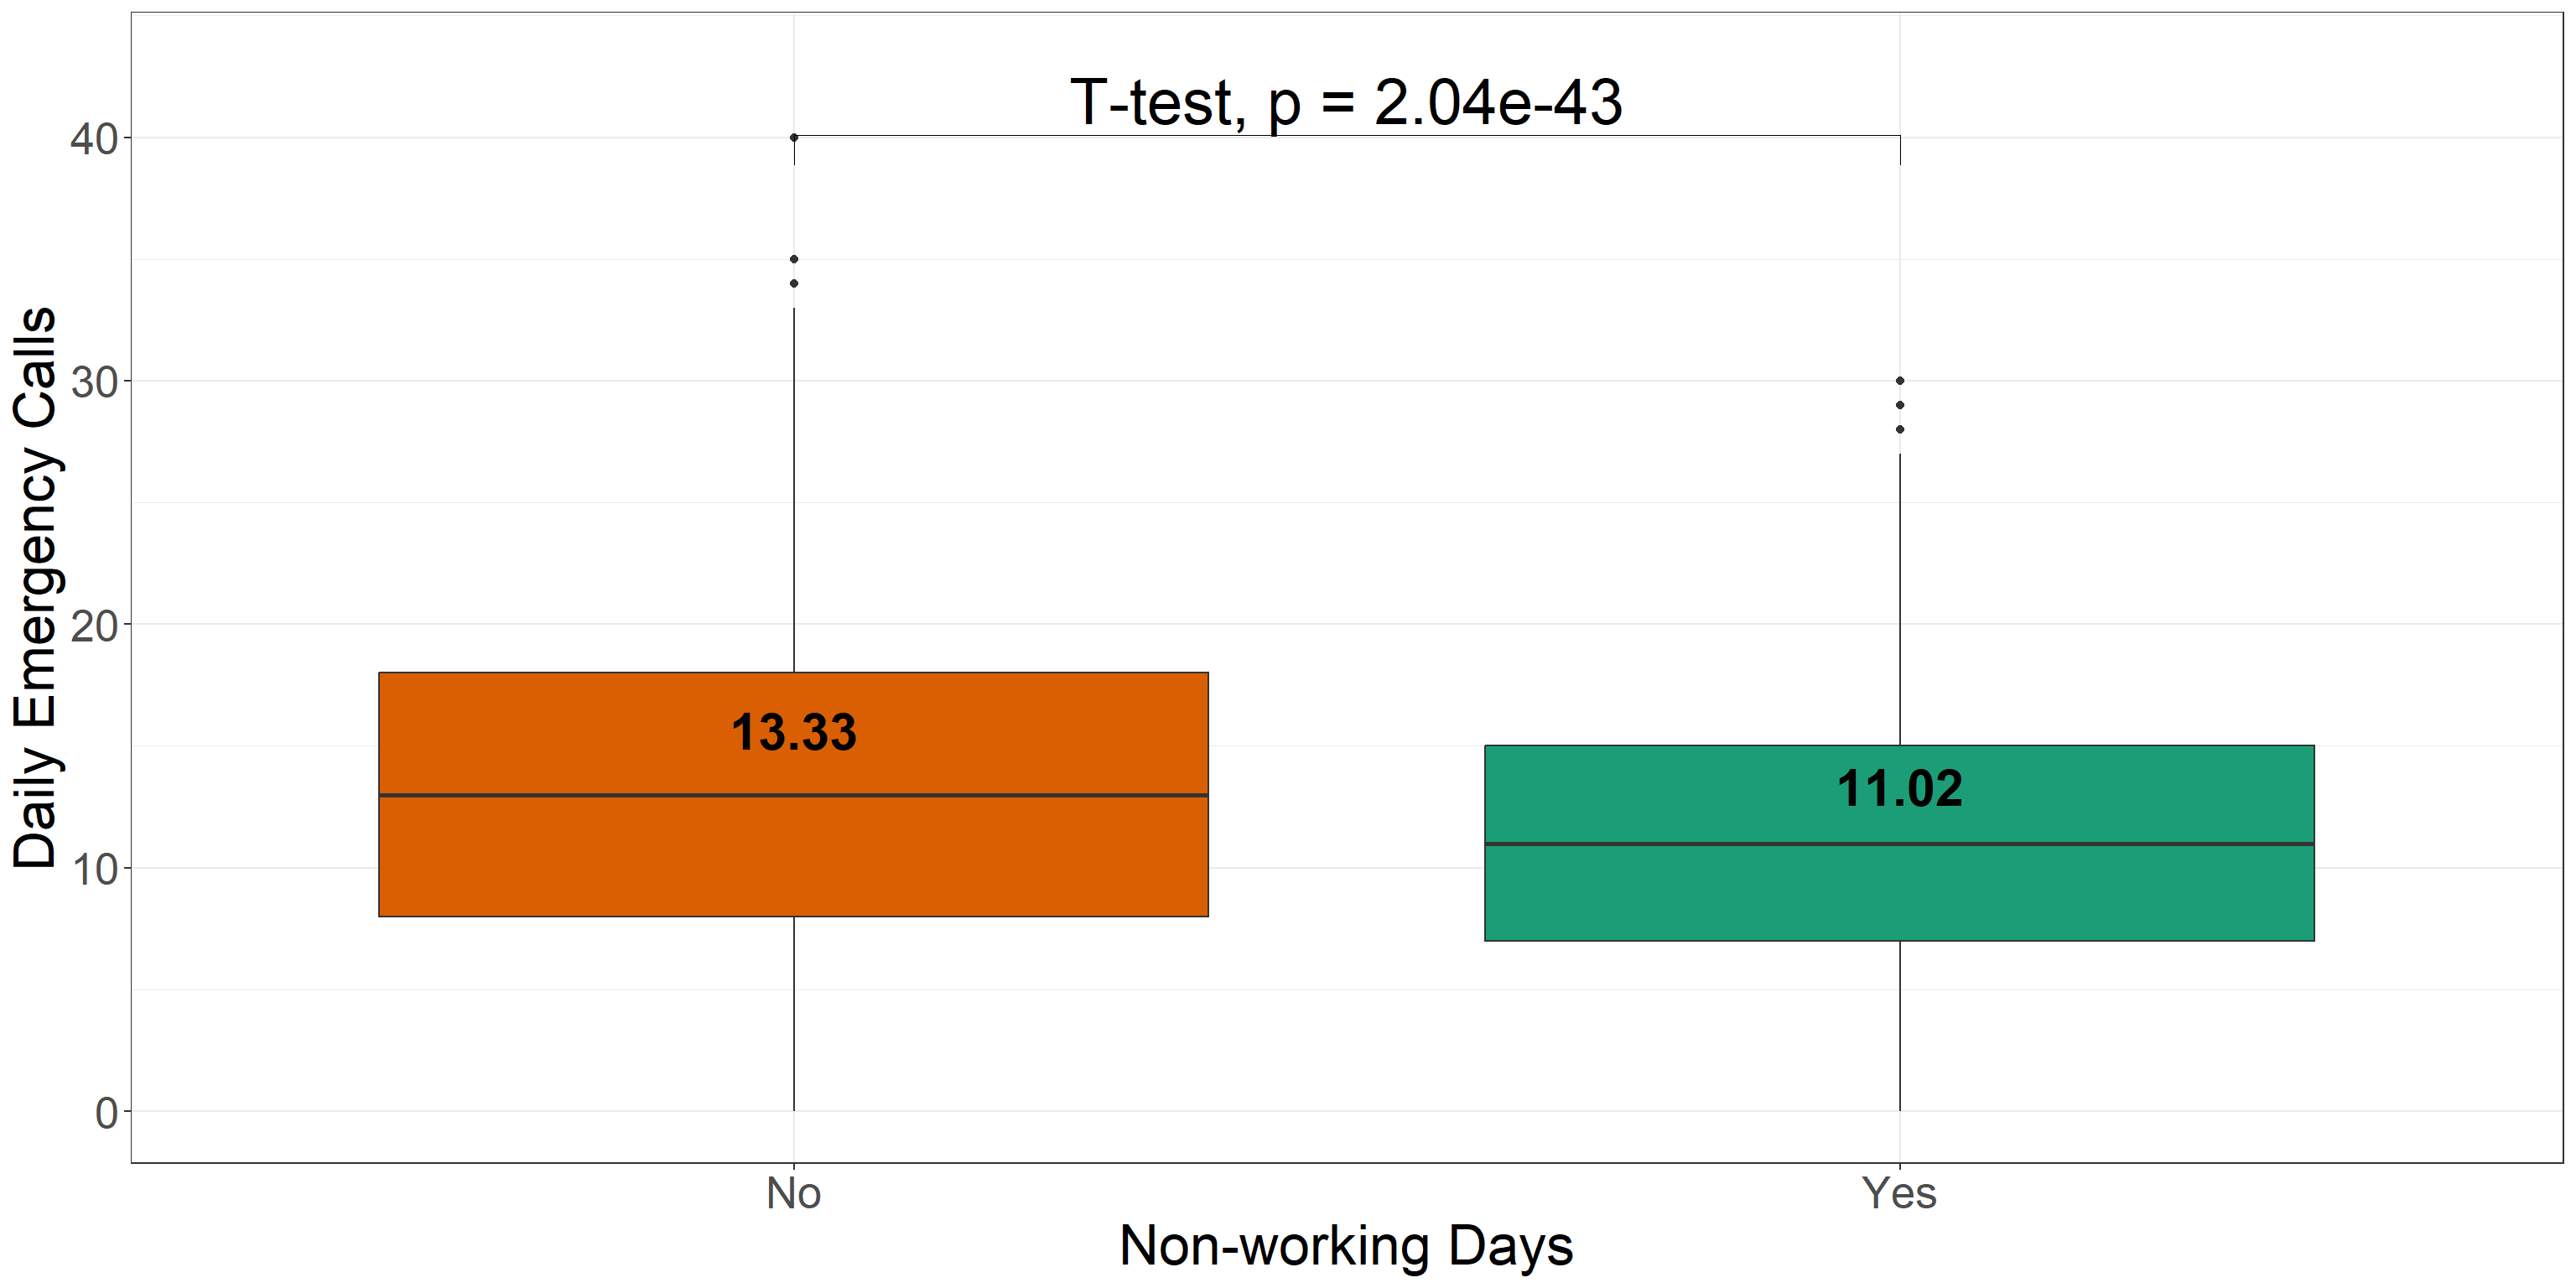 T-test, p = 2.04e-43
Daily Emergency Calls
40
30
20
10
0
13.33
11.02
No
Yes
Non-working Days